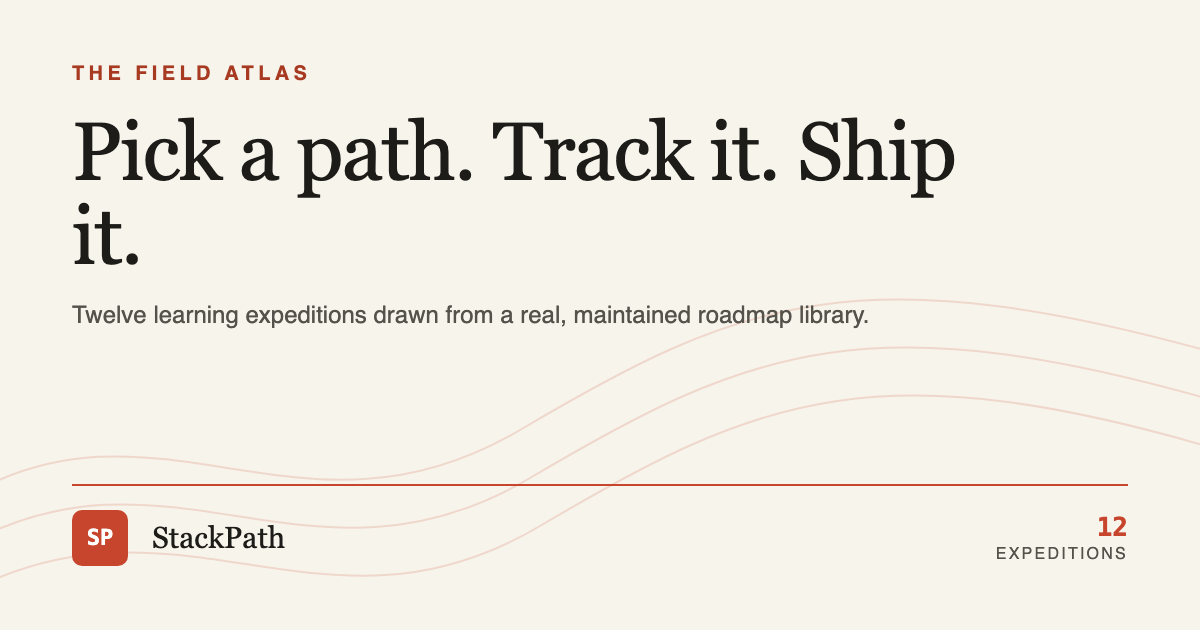 THE FIELD ATLAS
Pick a path. Track it. Ship
it.
Twelve learning expeditions drawn from a real, maintained roadmap library.
SP
StackPath
12
EXPEDITIONS